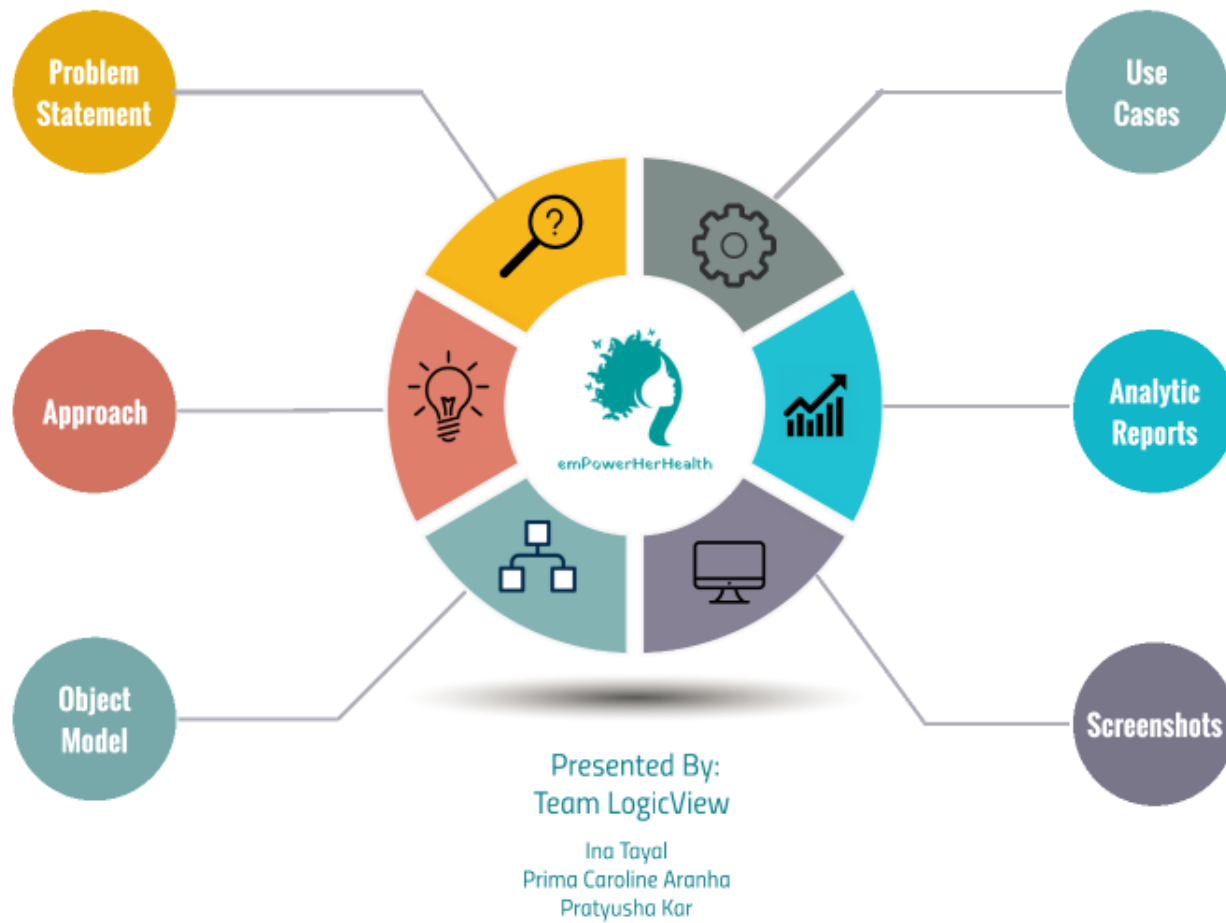 Problem
Statement
Use
Cases
?
Approach
emPowerHerHealth
Analytic
Reports
Object
Model
Screenshots
Presented By:
Team LogicView
Ina Tayal
Prima Caroline Aranha
Pratyusha Kar